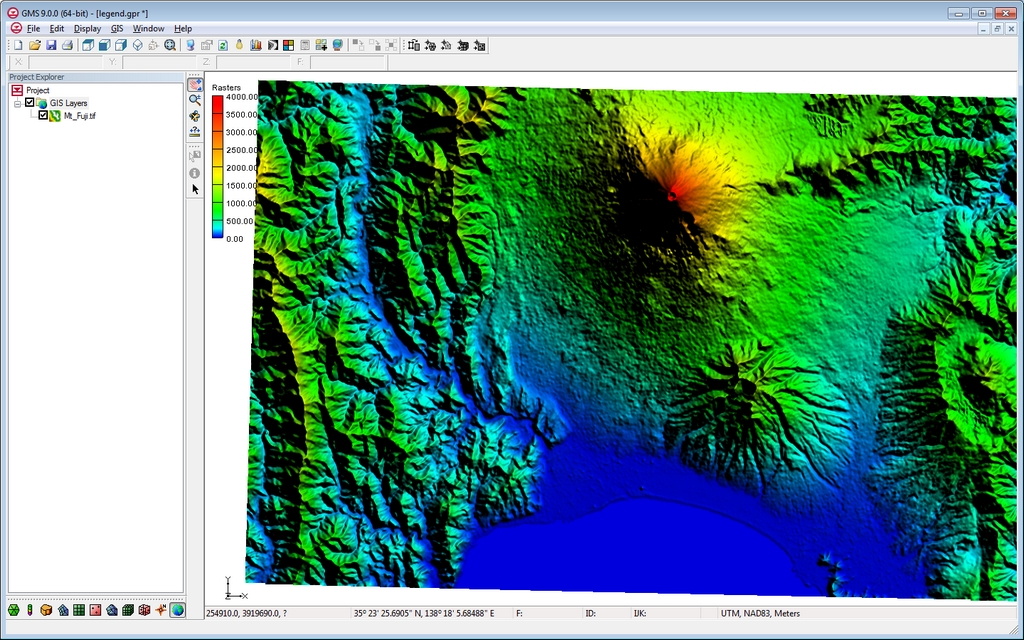 GMS 9.0.0 (64-bit) - [legend.gpr *]
File Edit Display GIS Window Help
X: Y: Z: F:
Project Explorer
Project
GIS Layers
Mt_Fuji.tif
Rasters
4000.00
3500.00
3000.00
2500.00
2000.00
1500.00
1000.00
500.00
0.00
Y
Z X
254910.0, 3919690.0, ? 35° 23' 25.6905" N, 138° 18' 5.68488" E F: ID: IJK: UTM, NAD83, Meters